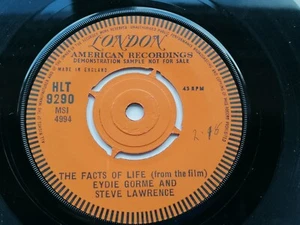 LONDON
AMERICAN RECORDINGS
DEMONSTRATION SAMPLE NOT FOR SALE
MADE IN ENGLAND
HLT
9290
MSI
4994
45 RPM
THE FACTS OF LIFE (from the film)
EYDIE GORME AND
STEVE LAWRENCE